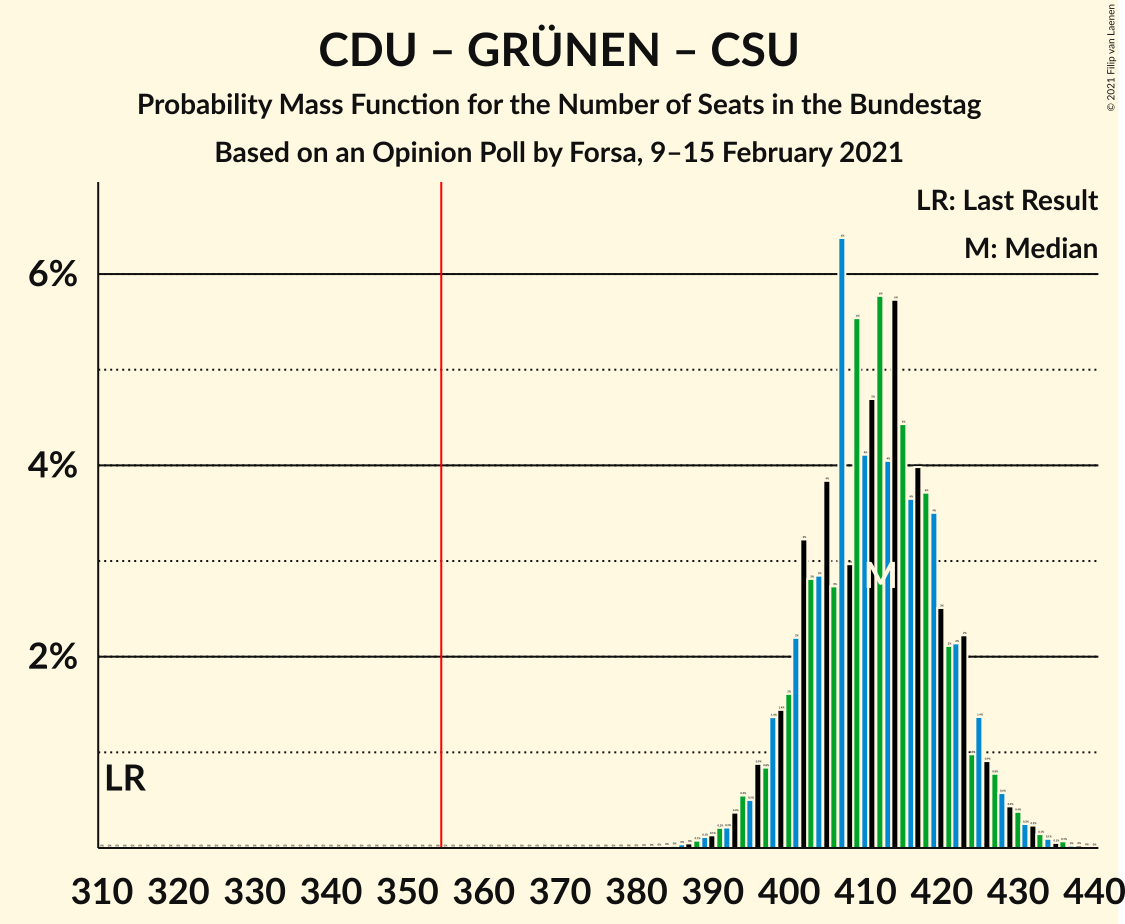 CDU – GRÜNEN – CSU
Probability Mass Function for the Number of Seats in the Bundestag
Based on an Opinion Poll by Forsa, 9–15 February 2021
© 2021 Filip van Laenen
LR: Last Result
M: Median
6%
4%
2%
LR
M
310 320 330 340 350 360 370 380 390 400 410 420 430 440